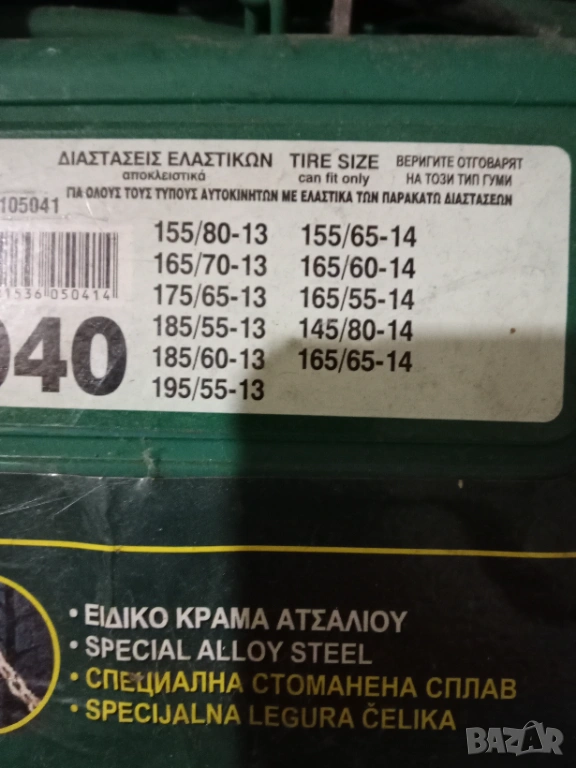 ΔΙΑΣΤΑΣΕΙΣ ΕΛΑΣΤΙΚΩΝ TIRE SIZE ВЕРИГИТЕ ОТГОВАРЯТ
αποκλειστικά can fit only НА ТОЗИ ТИП ГУМИ
ΓΙΑ ΟΛΟΥΣ ΤΟΥΣ ΤΥΠΟΥΣ ΑΥΤΟΚΙΝΗΤΩΝ ΜΕ ΕΛΑΣΤΙΚΑ ΤΩΝ ΠΑΡΑΚΑΤΩ ΔΙΑΣΤΑΣΕΩΝ
105041
155/80-13 155/65-14
165/70-13 165/60-14
175/65-13 165/55-14
1536 050414
185/55-13 145/80-14
040
185/60-13 165/65-14
195/55-13
• ΕΙΔΙΚΟ ΚΡΑΜΑ ΑΤΣΑΛΙΟΥ
• SPECIAL ALLOY STEEL
• СПЕЦИАЛНА СТОМАНЕНА СПЛАВ
• SPECIJALNA LEGURA ČELIKA
BAZAR